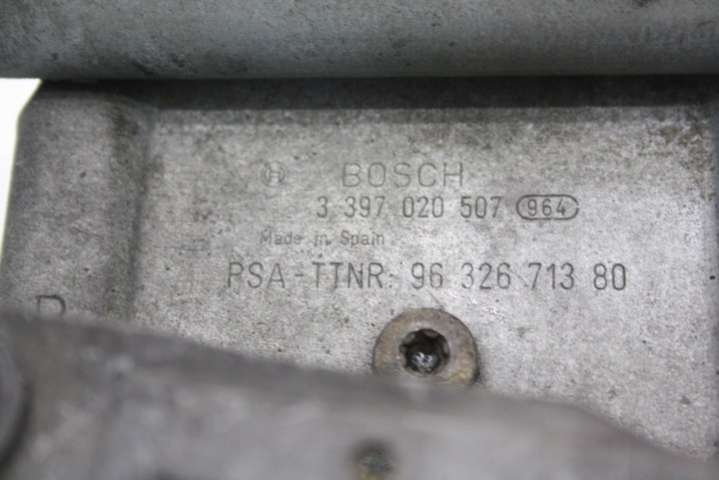 BOSCH
3 397 020 507 964
Made in Spain
PSA-TTNR. 96 326 713 80